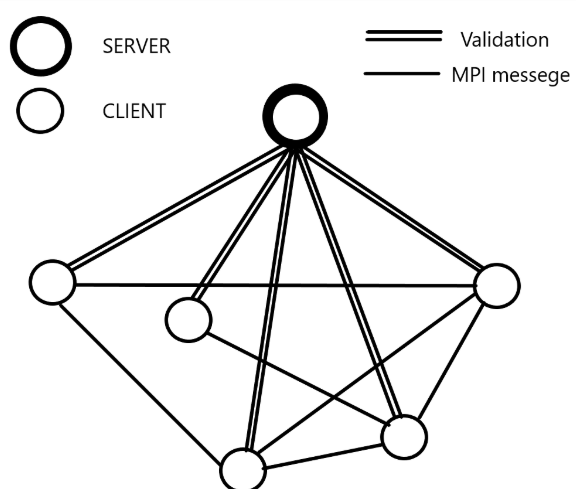 SERVER
CLIENT
Validation
MPI messege